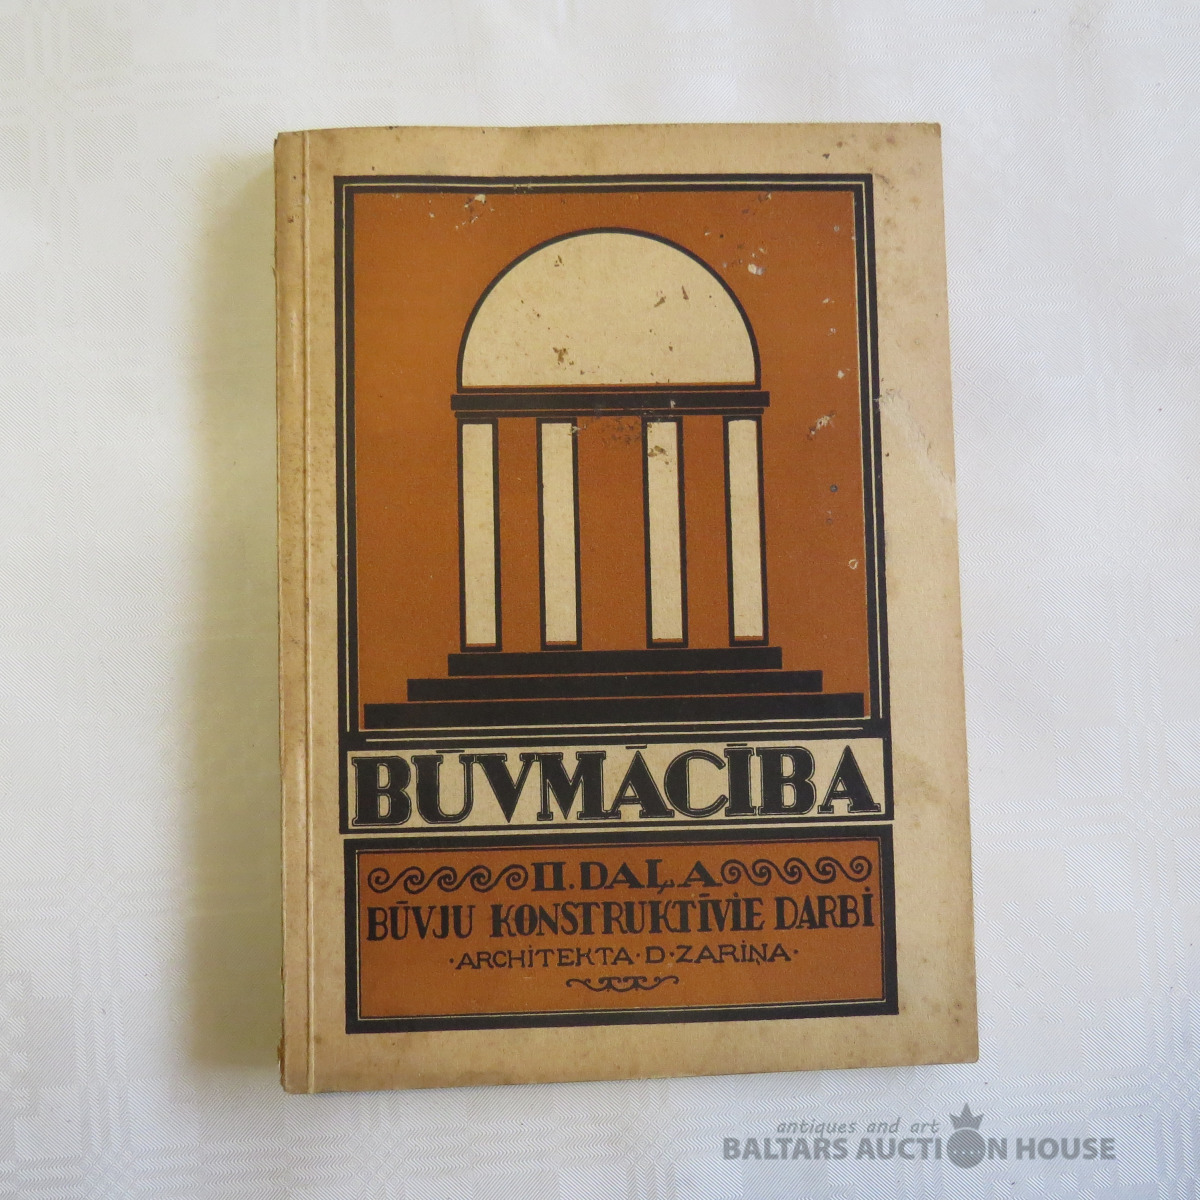 BŪVMĀCĪBA
II. DAĻA
BŪVJU KONSTRUKTĪVIE DARBI
·ARCHITEKTA·D·ZARIŅA·
antiques and art
BALTARS AUCTION HOUSE